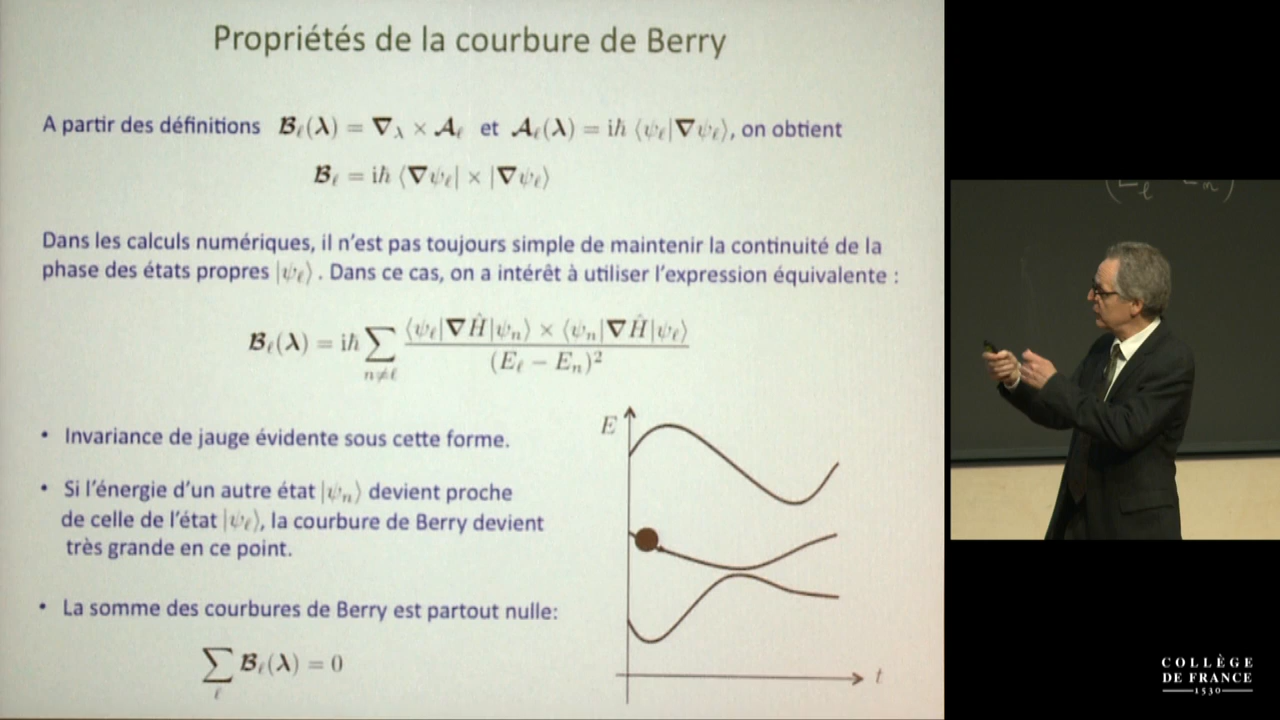 Propriétés de la courbure de Berry
A partir des définitions 𝓑ℓ(λ) = ∇λ × 𝓐ℓ et 𝓐ℓ(λ) = iħ ⟨ψℓ|∇ψℓ⟩, on obtient
𝓑ℓ = iħ ⟨∇ψℓ| × |∇ψℓ⟩
Dans les calculs numériques, il n'est pas toujours simple de maintenir la continuité de la
phase des états propres |ψℓ⟩ . Dans ce cas, on a intérêt à utiliser l'expression équivalente :
𝓑ℓ(λ) = iħ ∑n≠ℓ ⟨ψℓ|∇Ĥ|ψn⟩ × ⟨ψn|∇Ĥ|ψℓ⟩ / (Eℓ − En)²
• Invariance de jauge évidente sous cette forme.
• Si l'énergie d'un autre état |ψn⟩ devient proche
de celle de l'état |ψℓ⟩, la courbure de Berry devient
très grande en ce point.
• La somme des courbures de Berry est partout nulle:
∑ℓ 𝓑ℓ(λ) = 0
E
t
COLLÈGE
DE FRANCE
1530